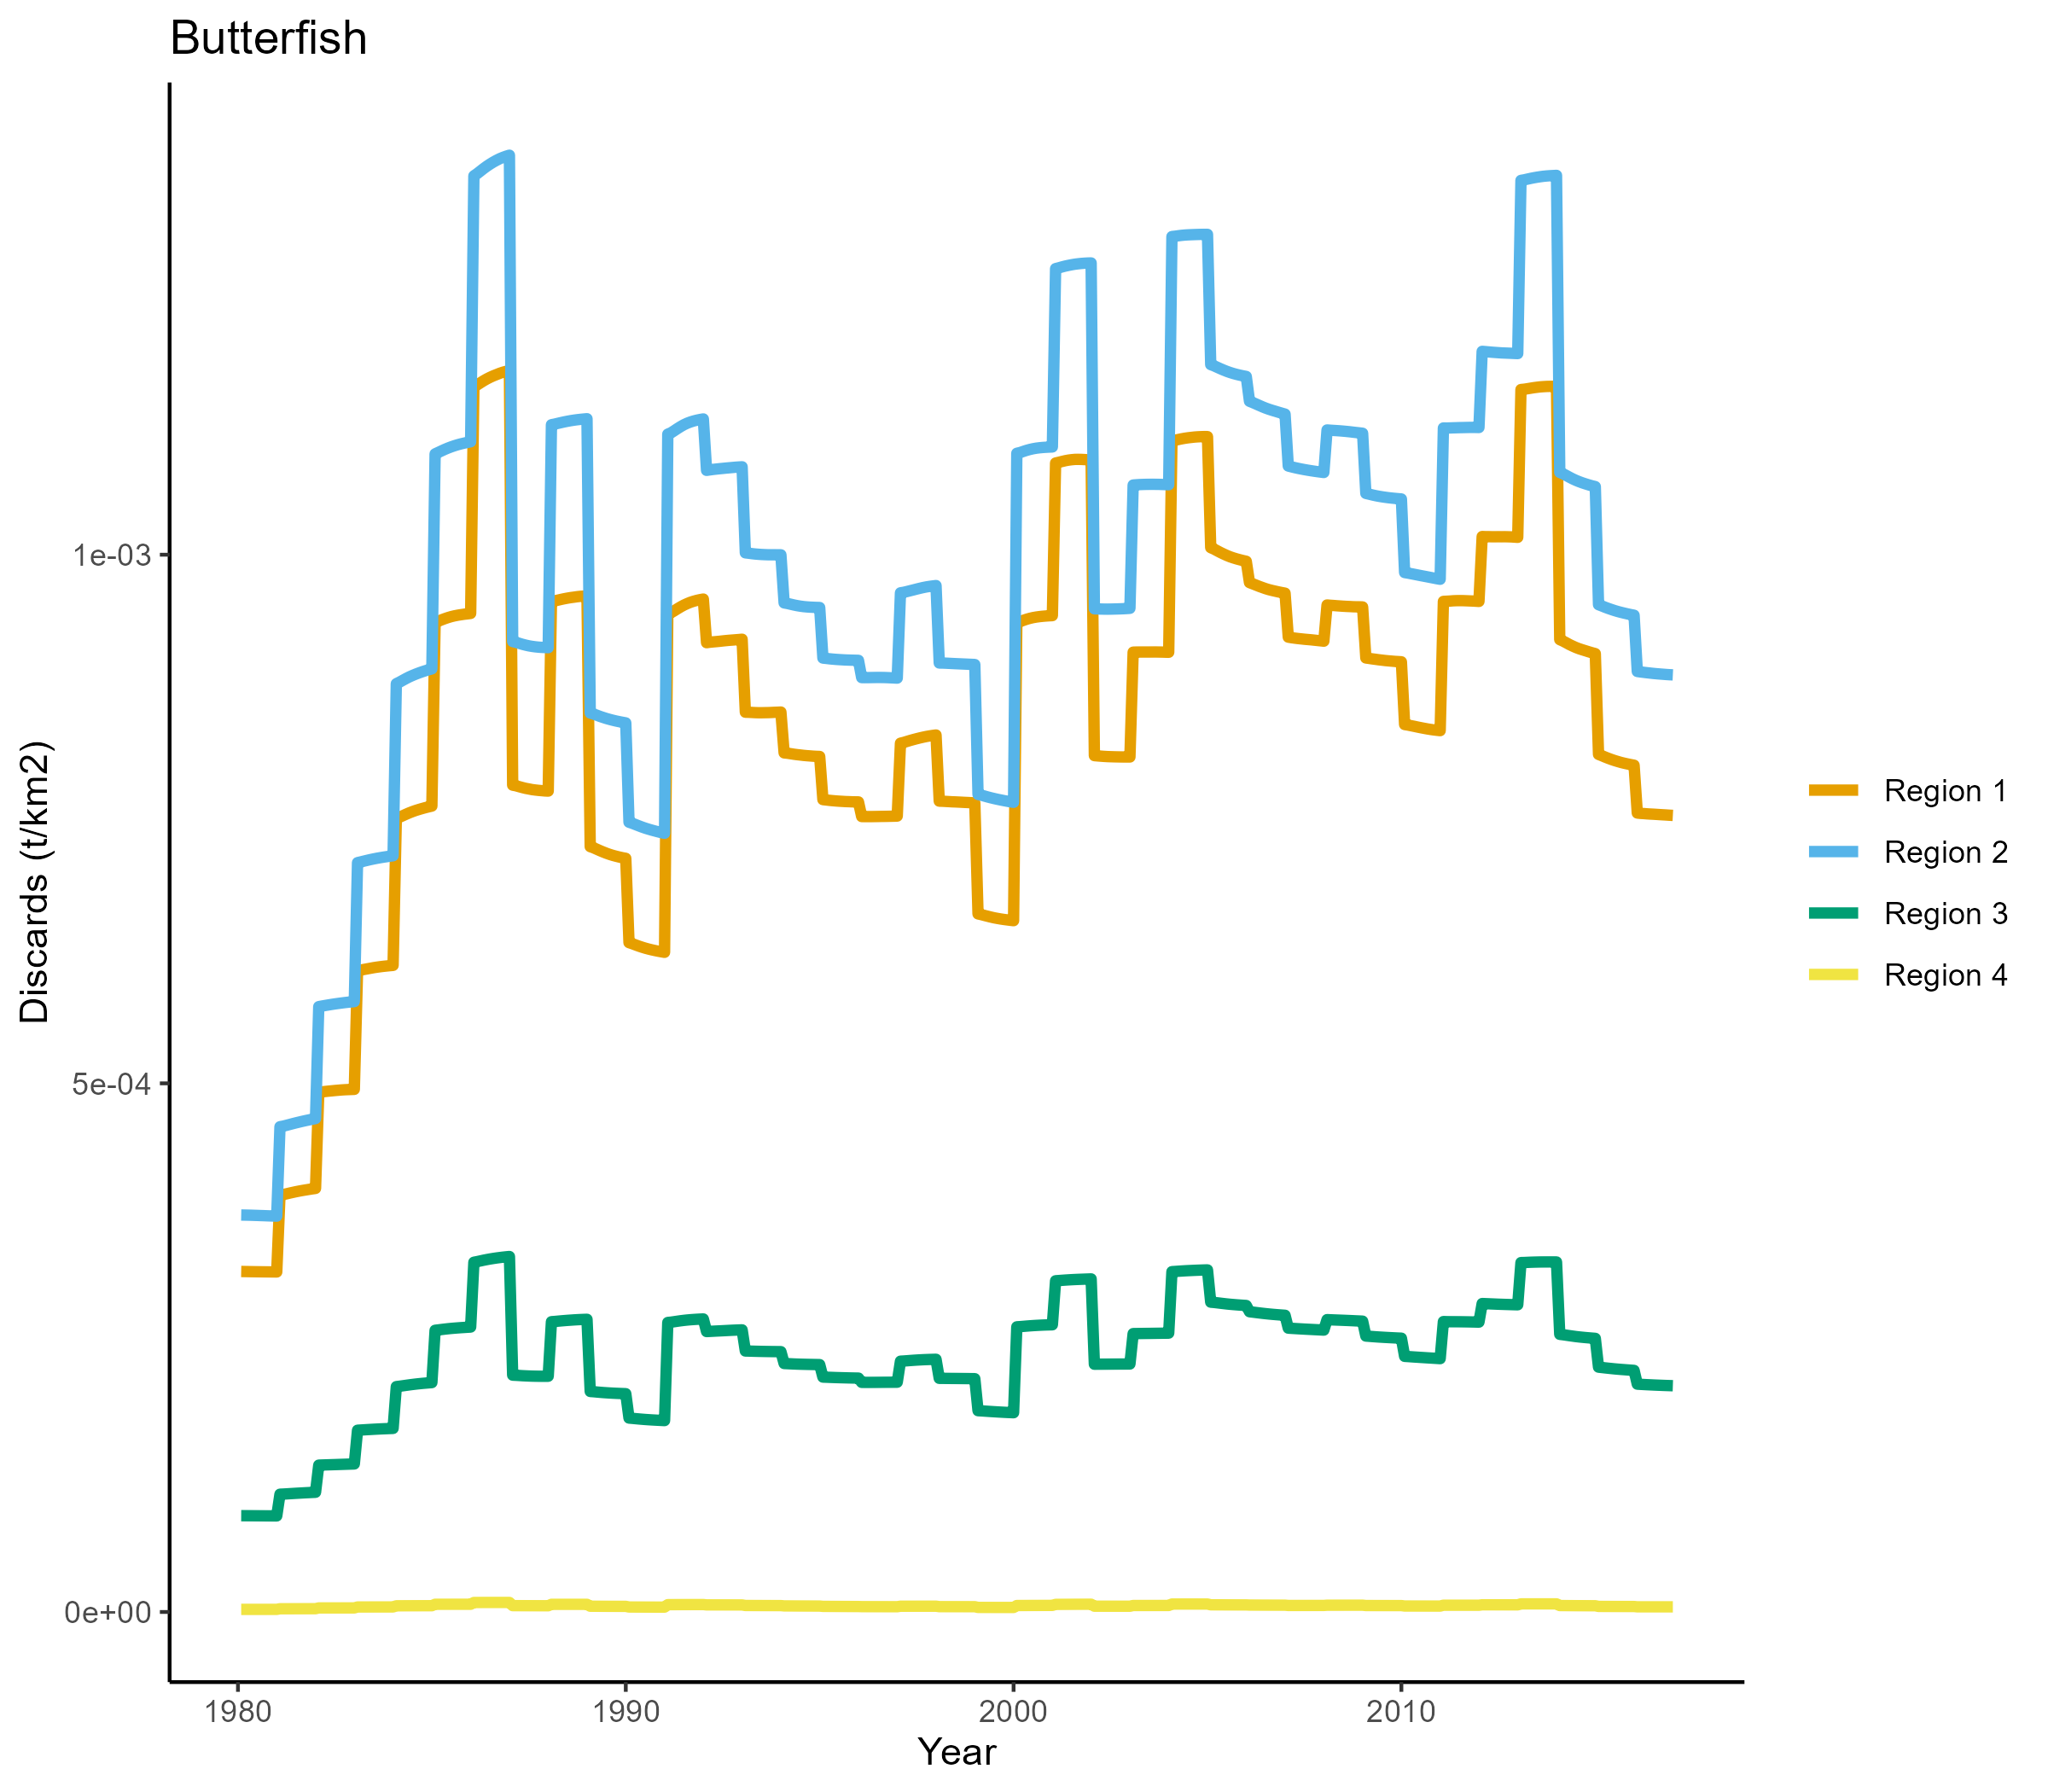 Butterfish
Discards (t/km2)
1e-03
5e-04
0e+00
1980
1990
2000
2010
Year
Region 1
Region 2
Region 3
Region 4